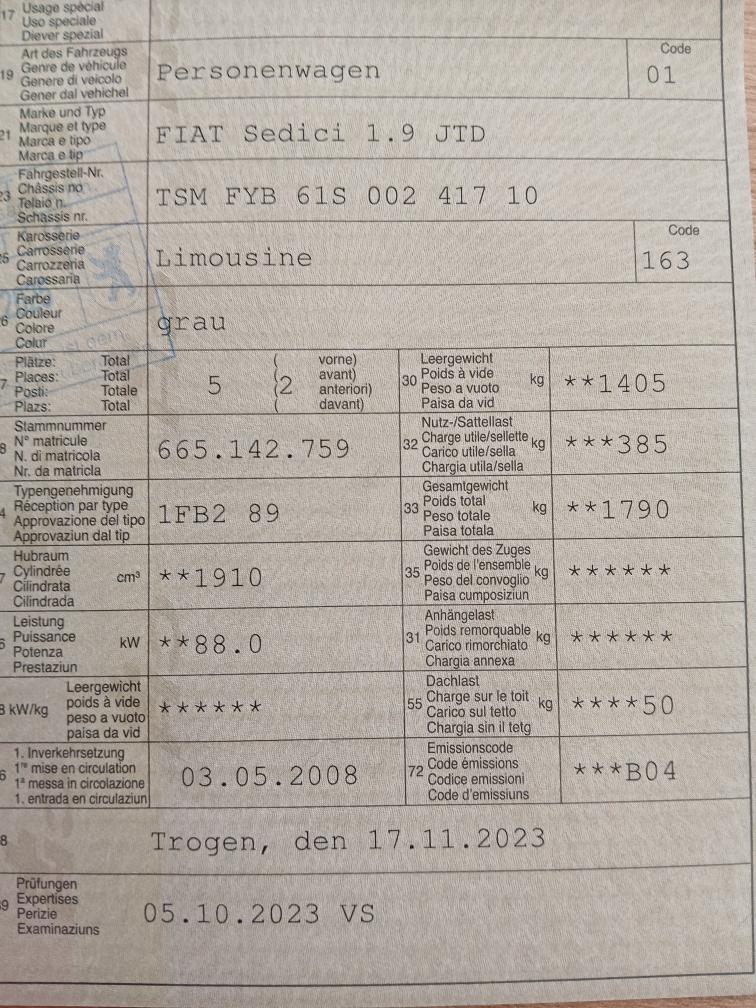 17 Usage spécial
Uso speciale
Diever spezial
Art des Fahrzeugs
19 Genre de véhicule
Genere di veicolo
Gener dal vehichel
Personenwagen
Code
01
Marke und Typ
21 Marque et type
Marca e tipo
Marca e tip
FIAT Sedici 1.9 JTD
Fahrgestell-Nr.
23 Châssis no
Telaio n.
Schassis nr.
TSM FYB 61S 002 417 10
Karosserie
5 Carrosserie
Carrozzeria
Carossaria
Limousine
Code
163
Farbe
6 Couleur
Colore
Colur
grau
Plätze: Total
7 Places: Total
Posti: Totale
Plazs: Total
5 (2
( vorne)
( avant)
( anteriori)
( davant)
Leergewicht
30 Poids à vide kg
Peso a vuoto
Paisa da vid
**1405
Stammnummer
8 N° matricule
N. di matricola
Nr. da matricla
665.142.759
Nutz-/Sattellast
32 Charge utile/sellette kg
Carico utile/sella
Chargia utila/sella
***385
Typengenehmigung
4 Réception par type
Approvazione del tipo
Approvaziun dal tip
1FB2 89
Gesamtgewicht
33 Poids total kg
Peso totale
Paisa totala
**1790
Hubraum
7 Cylindrée cm³
Cilindrata
Cilindrada
**1910
Gewicht des Zuges
35 Poids de l'ensemble kg
Peso del convoglio
Paisa cumposiziun
******
Leistung
6 Puissance kW
Potenza
Prestaziun
**88.0
Anhängelast
31 Poids remorquable kg
Carico rimorchiato
Chargia annexa
******
Leergewicht
8 kW/kg poids à vide
peso a vuoto
paisa da vid
******
Dachlast
55 Charge sur le toit kg
Carico sul tetto
Chargia sin il tetg
****50
1. Inverkehrsetzung
6 1re mise en circulation
1a messa in circolazione
1. entrada en circulaziun
03.05.2008
Emissionscode
72 Code émissions
Codice emissioni
Code d'emissiuns
***B04
8
Trogen, den 17.11.2023
Prüfungen
9 Expertises
Perizie
Examinaziuns
05.10.2023 VS